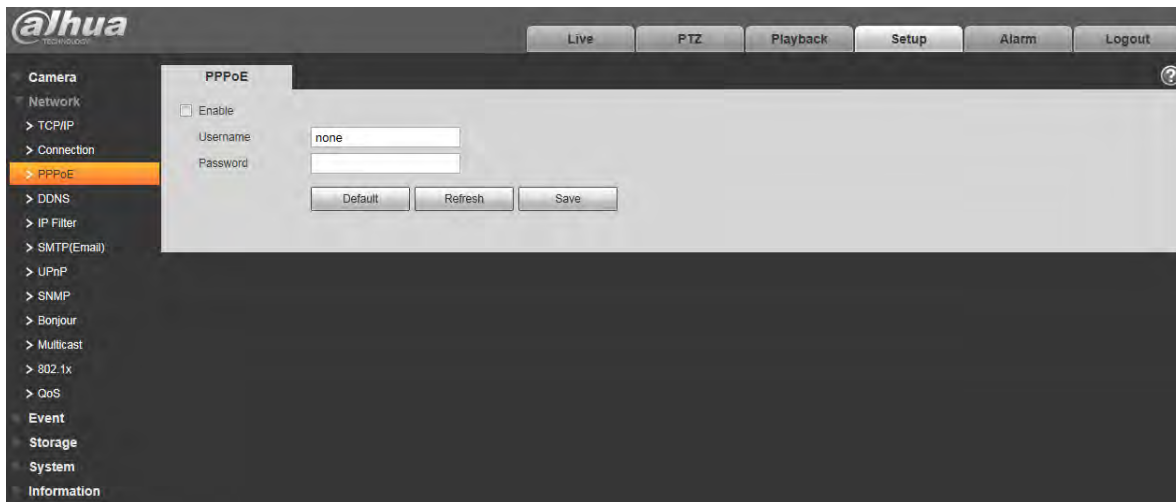 alhua
TECHNOLOGY
Live PTZ Playback Setup Alarm Logout
Camera
Network
> TCP/IP
> Connection
> PPPoE
> DDNS
> IP Filter
> SMTP(Email)
> UPnP
> SNMP
> Bonjour
> Multicast
> 802.1x
> QoS
Event
Storage
System
Information
PPPoE
?
Enable
Username none
Password
Default Refresh Save